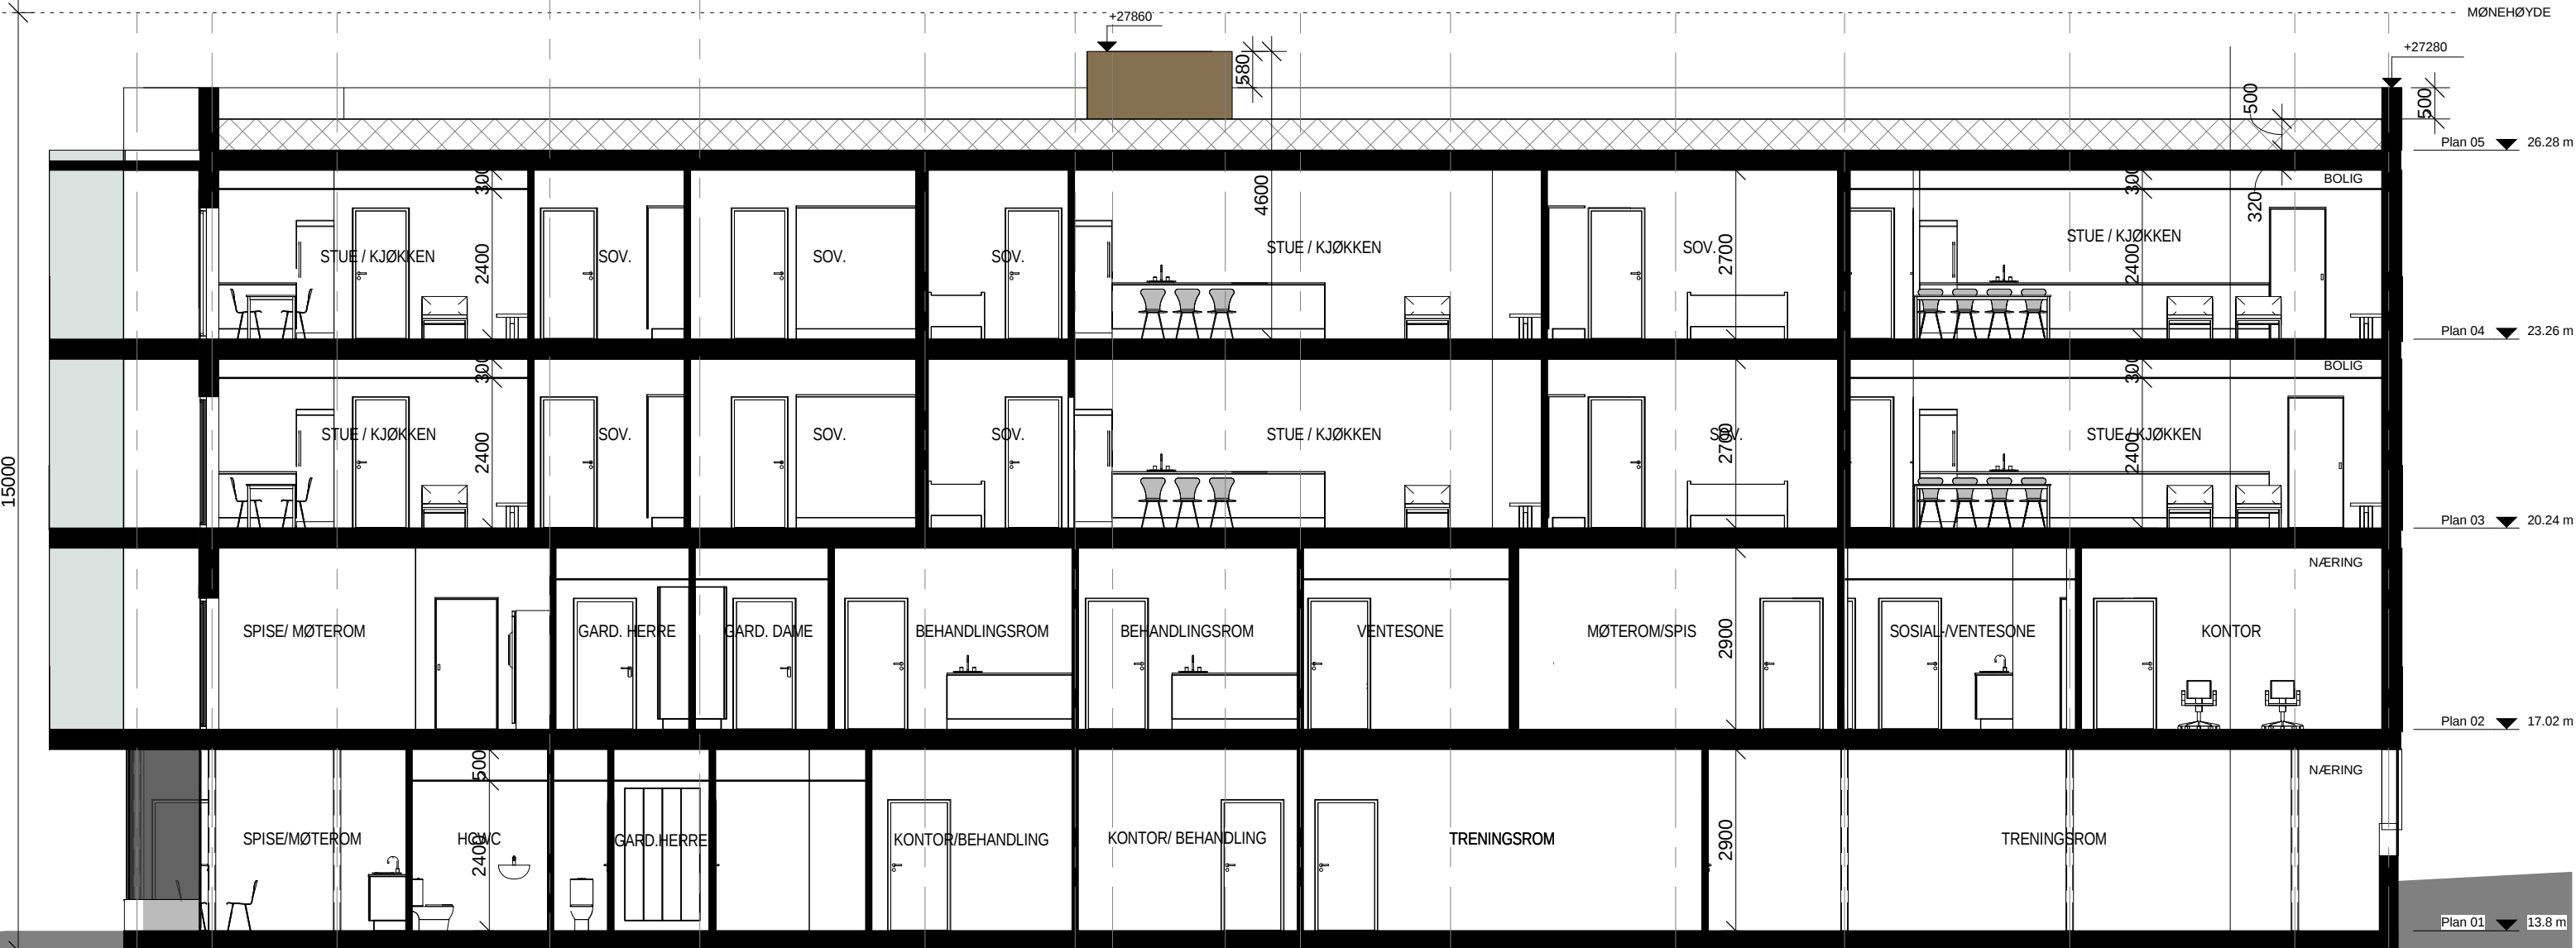 MØNEHØYDE
+27860
+27280
580
500
500
Plan 05 26.28 m
300
4600
300
320
BOLIG
STUE / KJØKKEN
2400
SOV.
SOV.
SOV.
STUE / KJØKKEN
SOV.
2700
STUE / KJØKKEN
2400
Plan 04 23.26 m
300
300
BOLIG
STUE / KJØKKEN
2400
SOV.
SOV.
SOV.
STUE / KJØKKEN
SOV.
2700
STUE / KJØKKEN
2400
15000
Plan 03 20.24 m
NÆRING
SPISE/ MØTEROM
GARD. HERRE
GARD. DAME
BEHANDLINGSROM
BEHANDLINGSROM
VENTESONE
MØTEROM/SPIS
2900
SOSIAL-/VENTESONE
KONTOR
Plan 02 17.02 m
500
NÆRING
SPISE/MØTEROM
HCWC
2400
GARD.HERRE
KONTOR/BEHANDLING
KONTOR/ BEHANDLING
TRENINGSROM
2900
TRENINGSROM
Plan 01 13.8 m